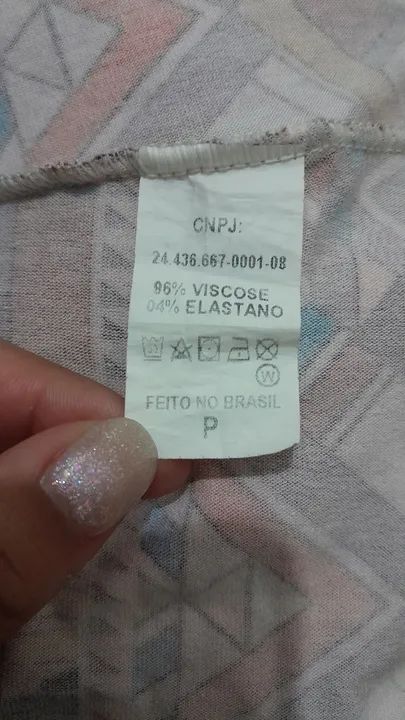 CNPJ:
24.436.667-0001-08
96% VISCOSE
04% ELASTANO
W
FEITO NO BRASIL
P